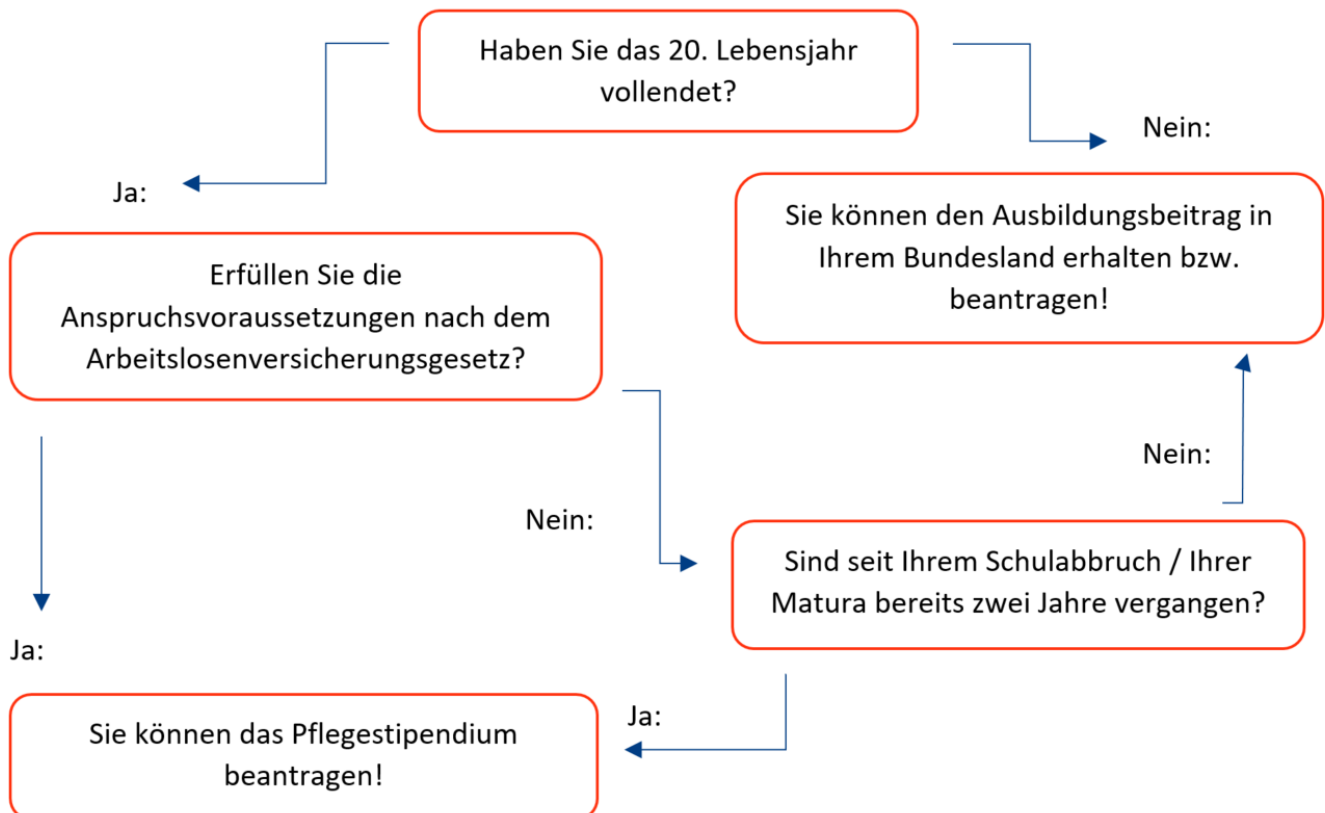 Haben Sie das 20. Lebensjahr
vollendet?
Nein:
Ja:
Sie können den Ausbildungsbeitrag in
Ihrem Bundesland erhalten bzw.
beantragen!
Erfüllen Sie die
Anspruchsvoraussetzungen nach dem
Arbeitslosenversicherungsgesetz?
Nein:
Nein:
Sind seit Ihrem Schulabbruch / Ihrer
Matura bereits zwei Jahre vergangen?
Ja:
Ja:
Sie können das Pflegestipendium
beantragen!